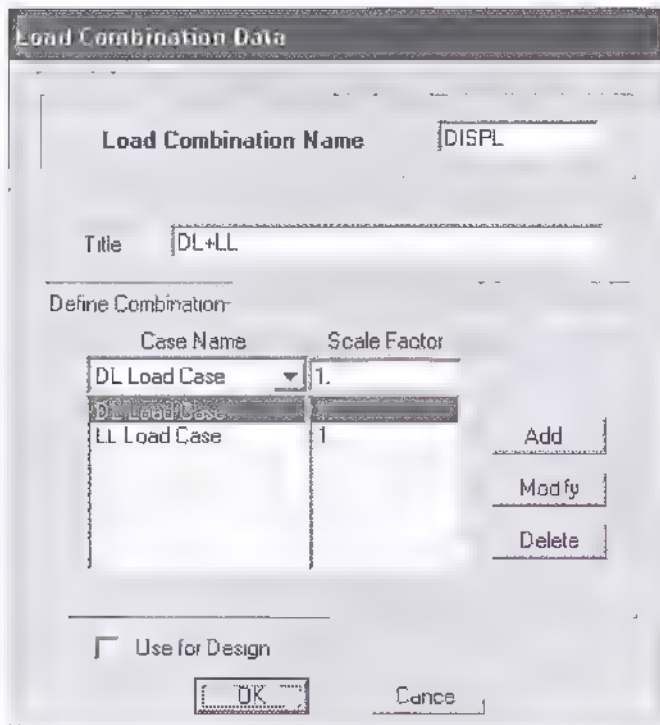 Load Combination Data
Load Combination Name DISPL
Title DL+LL
Define Combination
Case Name Scale Factor
DL Load Case 1.
DL Load Case
LL Load Case 1
Add
Modify
Delete
Use for Design
OK Cance